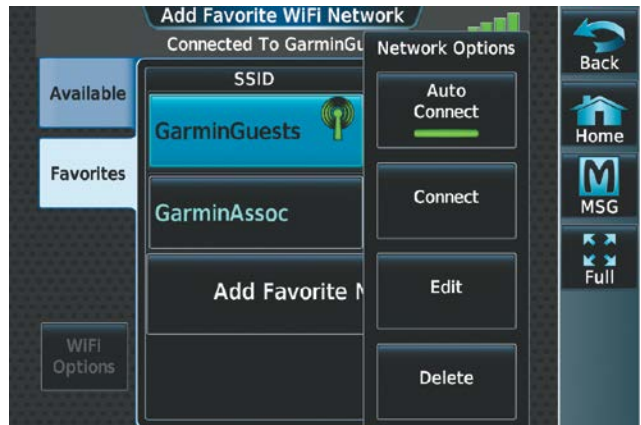 Add Favorite WiFi Network
Connected To GarminGu
Network Options
Available
Favorites
WiFi
Options
SSID
GarminGuests
GarminAssoc
Add Favorite N
Auto
Connect
Connect
Edit
Delete
Back
Home
MSG
Full